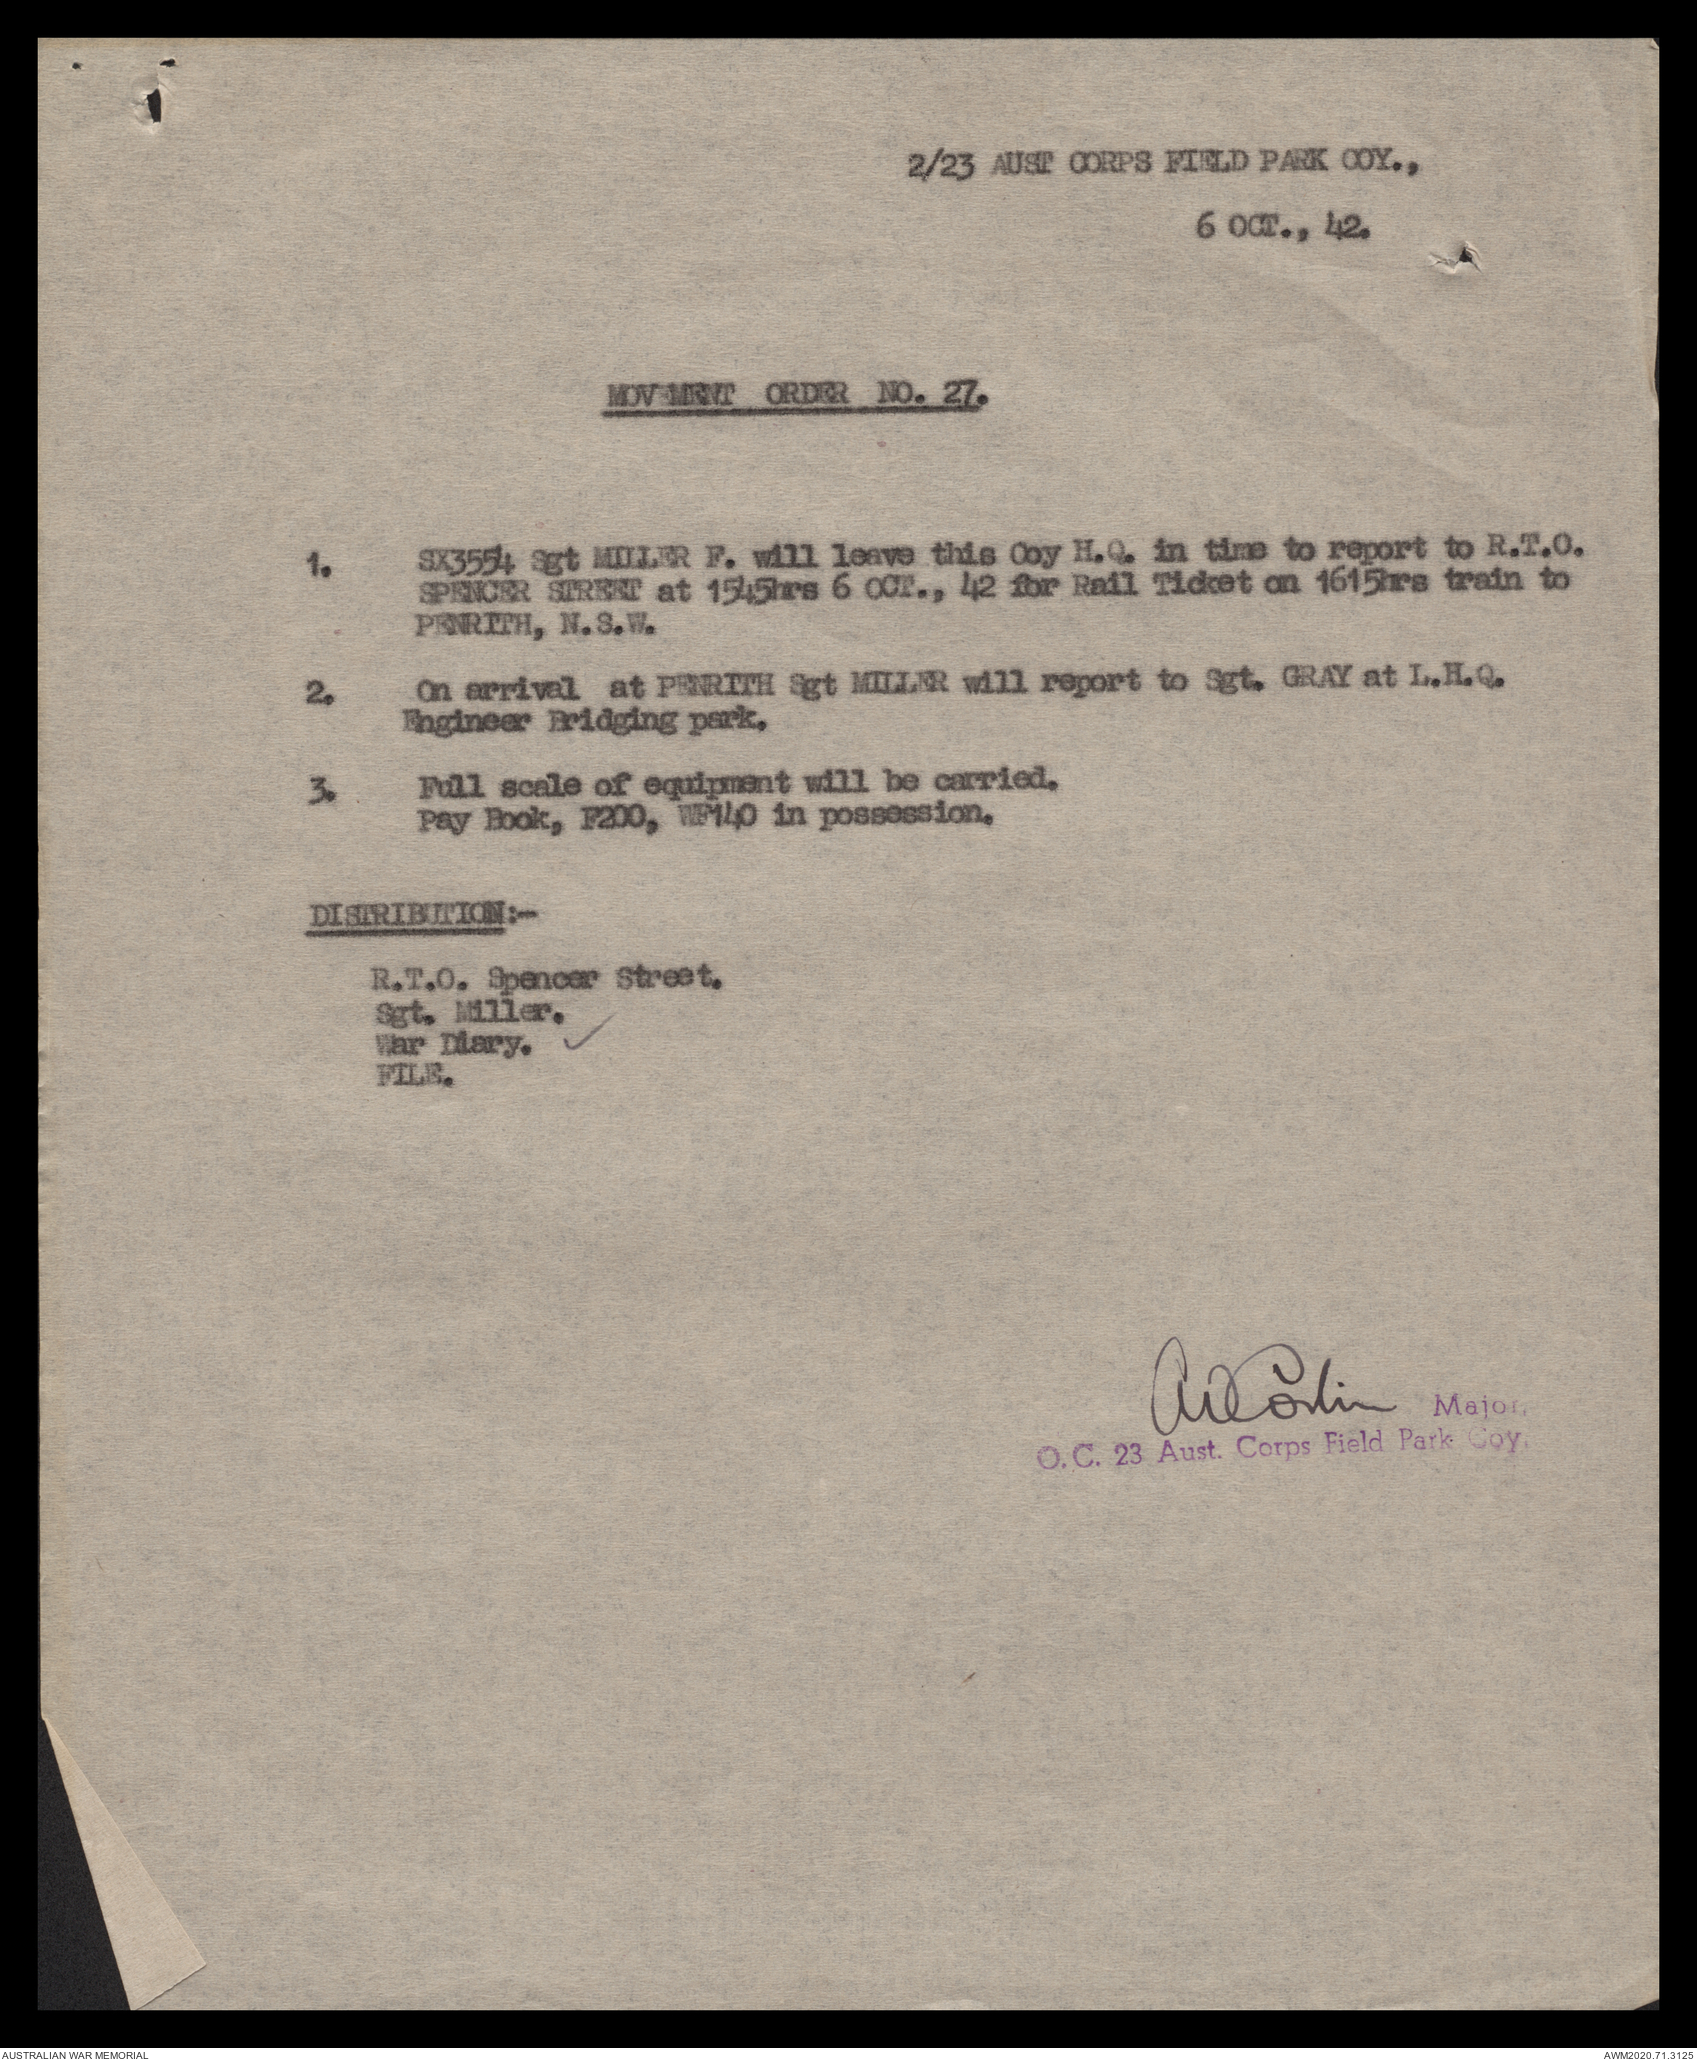 2/23 AUST CORPS FIELD PARK COY.,
6 OCT., 42.
MOVEMENT ORDER NO. 27.
1. SX3554 Sgt MILLER F. will leave this Coy H.Q. in time to report to R.T.O.
SPENCER STREET at 1545hrs 6 OCT., 42 for Rail Ticket on 1615hrs train to
PENRITH, N.S.W.
2. On arrival at PENRITH Sgt MILLER will report to Sgt. GRAY at L.H.Q.
Engineer Bridging park.
3. Full scale of equipment will be carried.
Pay Book, F200, WF140 in possession.
DISTRIBUTION:-
R.T.O. Spencer Street.
Sgt. Miller.
War Diary. ✓
FILE.
Major,
O.C. 23 Aust. Corps Field Park Coy.
AUSTRALIAN WAR MEMORIAL
AWM2020.71.3125